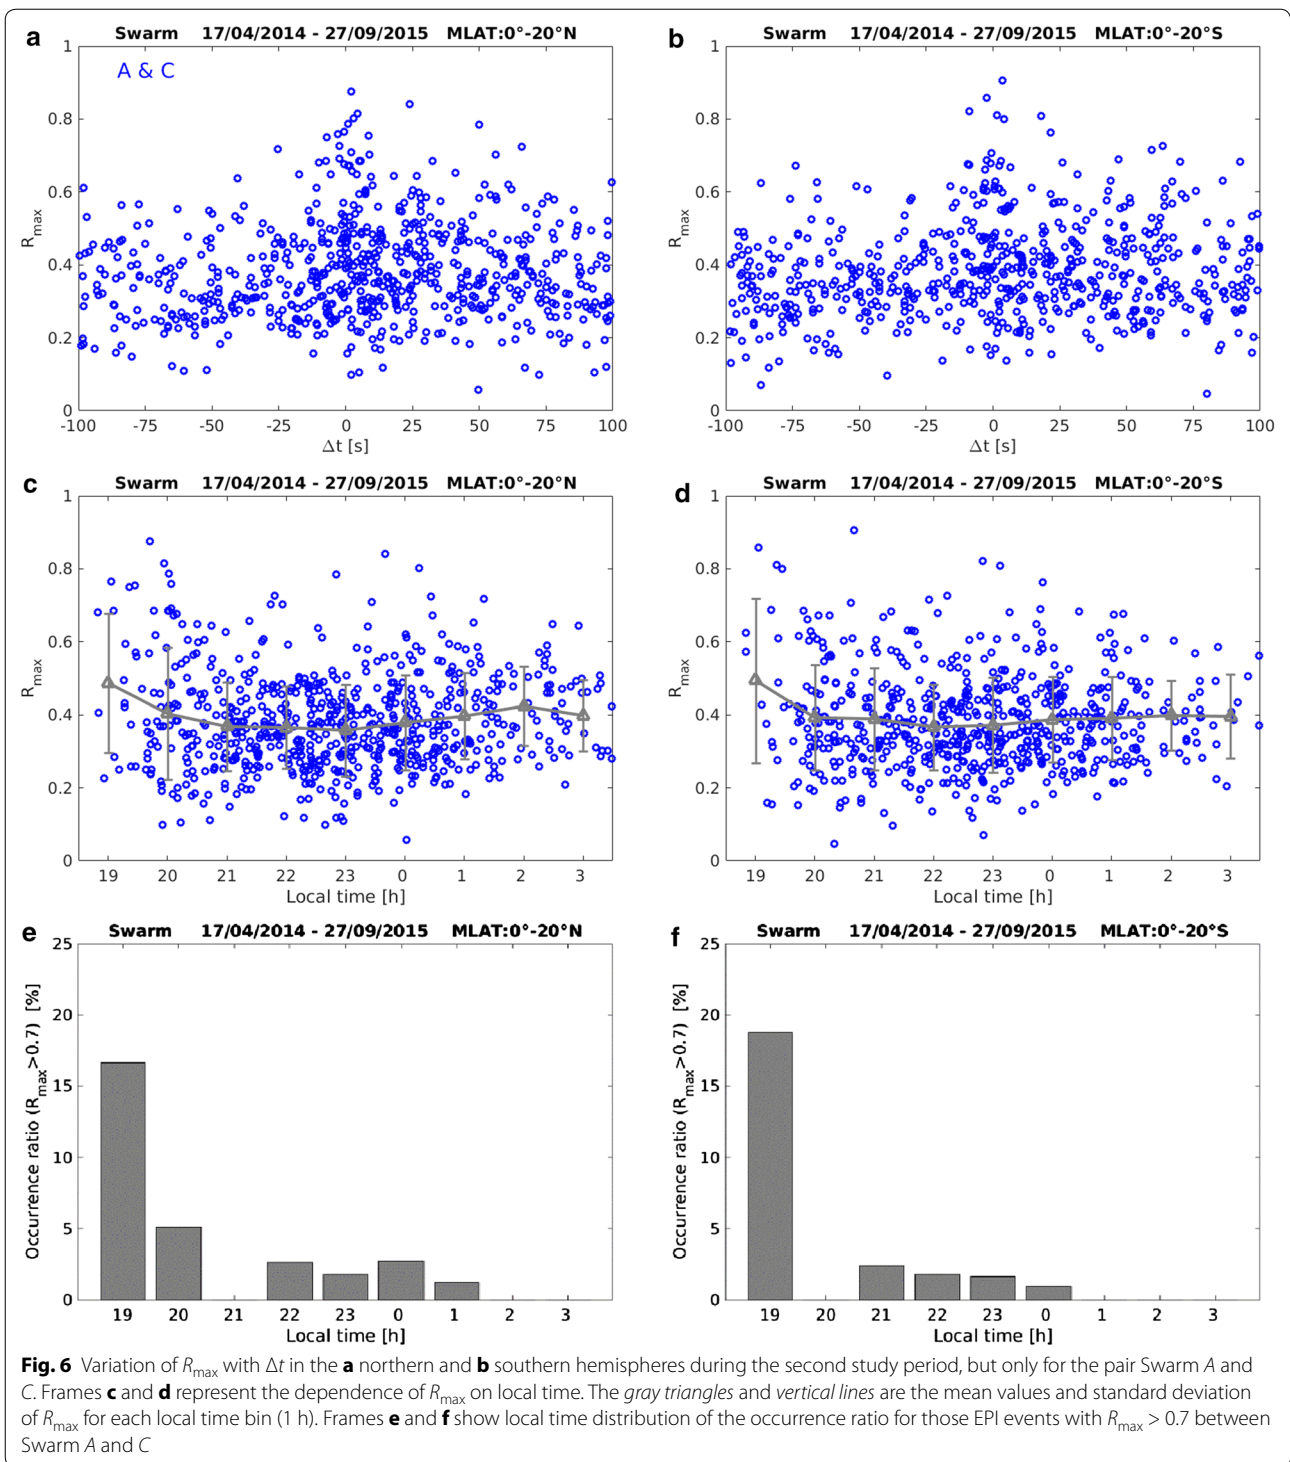 a Swarm 17/04/2014 - 27/09/2015 MLAT:0°-20°N
A & C
1
0.8
0.6
0.4
0.2
0
R_max
-100 -75 -50 -25 0 25 50 75 100
Δt [s]
b Swarm 17/04/2014 - 27/09/2015 MLAT:0°-20°S
1
0.8
0.6
0.4
0.2
0
R_max
-100 -75 -50 -25 0 25 50 75 100
Δt [s]
c Swarm 17/04/2014 - 27/09/2015 MLAT:0°-20°N
1
0.8
0.6
0.4
0.2
0
R_max
19 20 21 22 23 0 1 2 3
Local time [h]
d Swarm 17/04/2014 - 27/09/2015 MLAT:0°-20°S
1
0.8
0.6
0.4
0.2
0
R_max
19 20 21 22 23 0 1 2 3
Local time [h]
e Swarm 17/04/2014 - 27/09/2015 MLAT:0°-20°N
25
20
15
10
5
0
Occurrence ratio (R_max>0.7) [%]
19 20 21 22 23 0 1 2 3
Local time [h]
f Swarm 17/04/2014 - 27/09/2015 MLAT:0°-20°S
25
20
15
10
5
0
Occurrence ratio (R_max>0.7) [%]
19 20 21 22 23 0 1 2 3
Local time [h]
Fig. 6 Variation of R_max with Δt in the a northern and b southern hemispheres during the second study period, but only for the pair Swarm A and
C. Frames c and d represent the dependence of R_max on local time. The gray triangles and vertical lines are the mean values and standard deviation
of R_max for each local time bin (1 h). Frames e and f show local time distribution of the occurrence ratio for those EPI events with R_max > 0.7 between
Swarm A and C